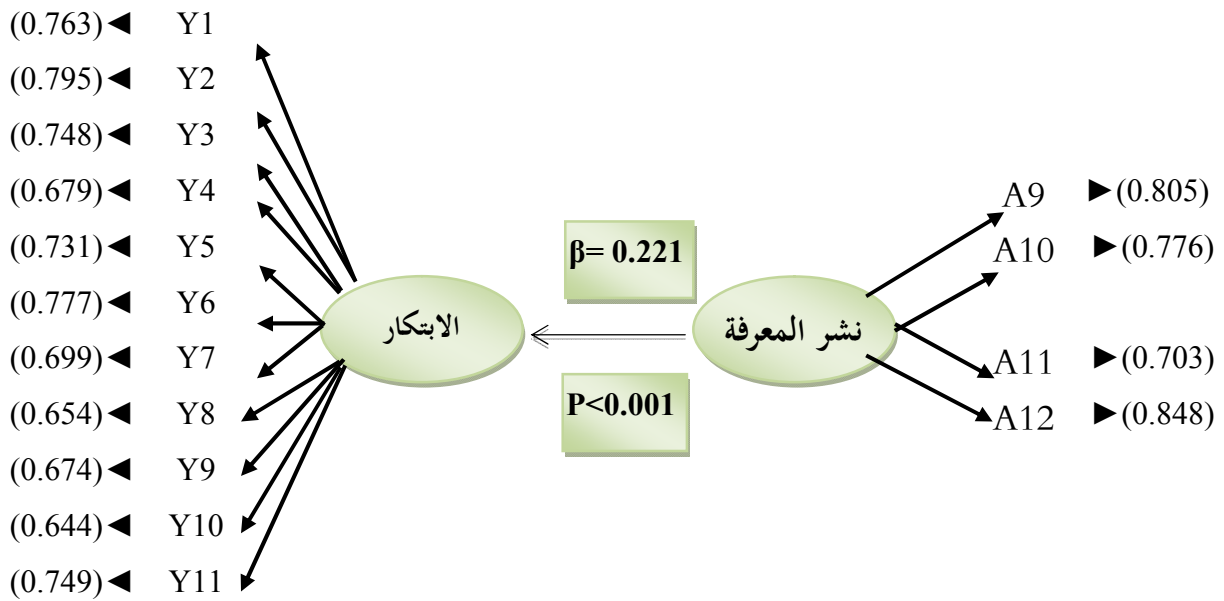 (0.763)◄ Y1
(0.795)◄ Y2
(0.748)◄ Y3
(0.679)◄ Y4
(0.731)◄ Y5
(0.777)◄ Y6
(0.699)◄ Y7
(0.654)◄ Y8
(0.674)◄ Y9
(0.644)◄ Y10
(0.749)◄ Y11
الابتكار
β= 0.221
P<0.001
نشر المعرفة
A9 ►(0.805)
A10 ►(0.776)
A11 ►(0.703)
A12 ►(0.848)